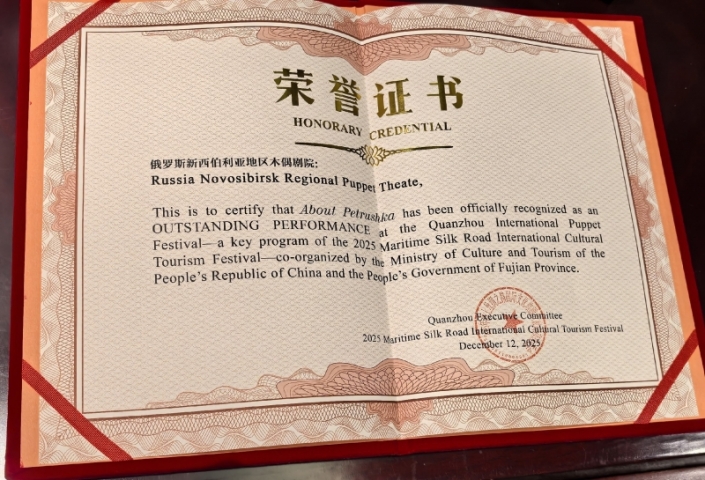 荣誉证书
HONORARY CREDENTIAL
俄罗斯新西伯利亚地区木偶剧院:
Russia Novosibirsk Regional Puppet Theate,
This is to certify that About Petrushka has been officially recognized as an
OUTSTANDING PERFORMANCE at the Quanzhou International Puppet
Festival—a key program of the 2025 Maritime Silk Road International Cultural
Tourism Festival—co-organized by the Ministry of Culture and Tourism of the
People's Republic of China and the People's Government of Fujian Province.
Quanzhou Executive Committee
2025 Maritime Silk Road International Cultural Tourism Festival
December 12, 2025